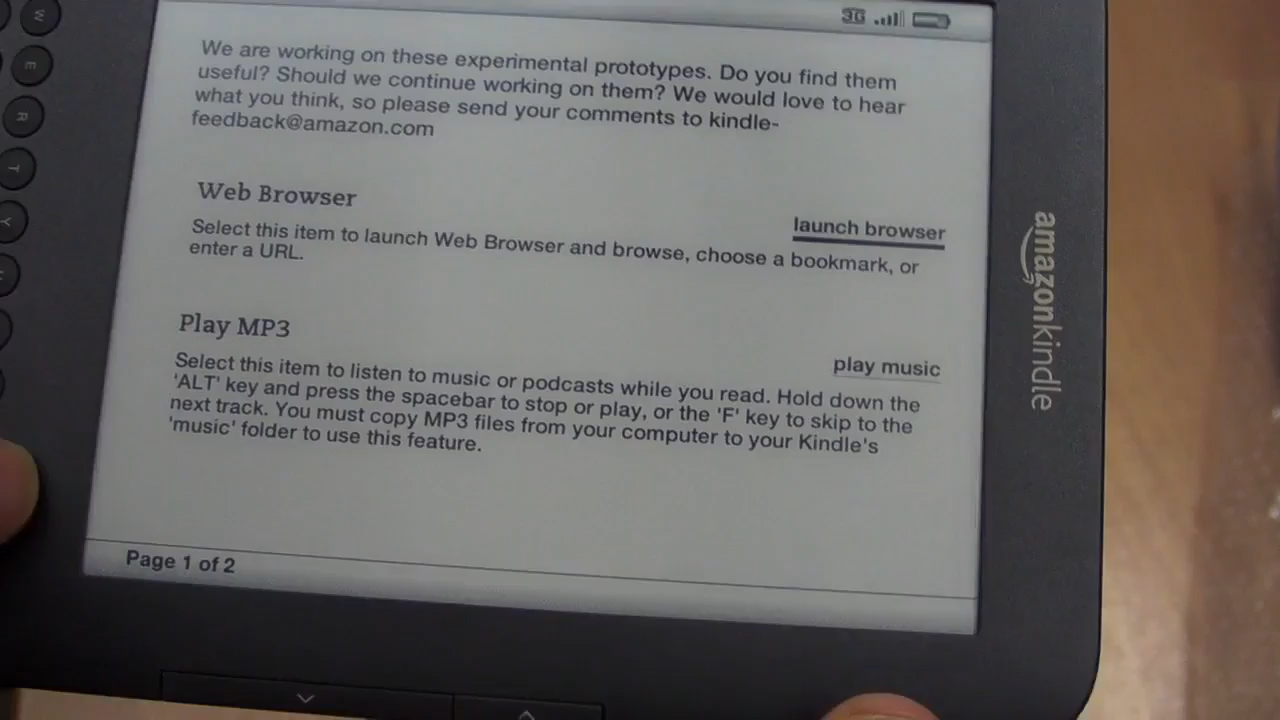 3G
We are working on these experimental prototypes. Do you find them
useful? Should we continue working on them? We would love to hear
what you think, so please send your comments to kindle-
feedback@amazon.com
Web Browser
launch browser
Select this item to launch Web Browser and browse, choose a bookmark, or
enter a URL.
Play MP3
play music
Select this item to listen to music or podcasts while you read. Hold down the
'ALT' key and press the spacebar to stop or play, or the 'F' key to skip to the
next track. You must copy MP3 files from your computer to your Kindle's
'music' folder to use this feature.
Page 1 of 2
amazonkindle
W
E
R
T
Y